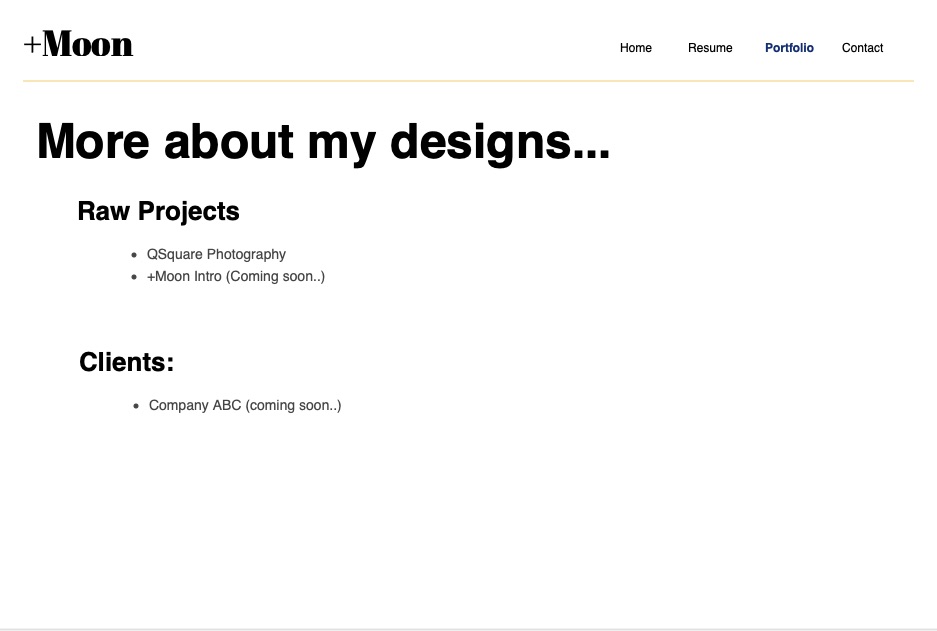 +Moon
Home Resume Portfolio Contact
More about my designs...
Raw Projects
• QSquare Photography
• +Moon Intro (Coming soon..)
Clients:
• Company ABC (coming soon..)